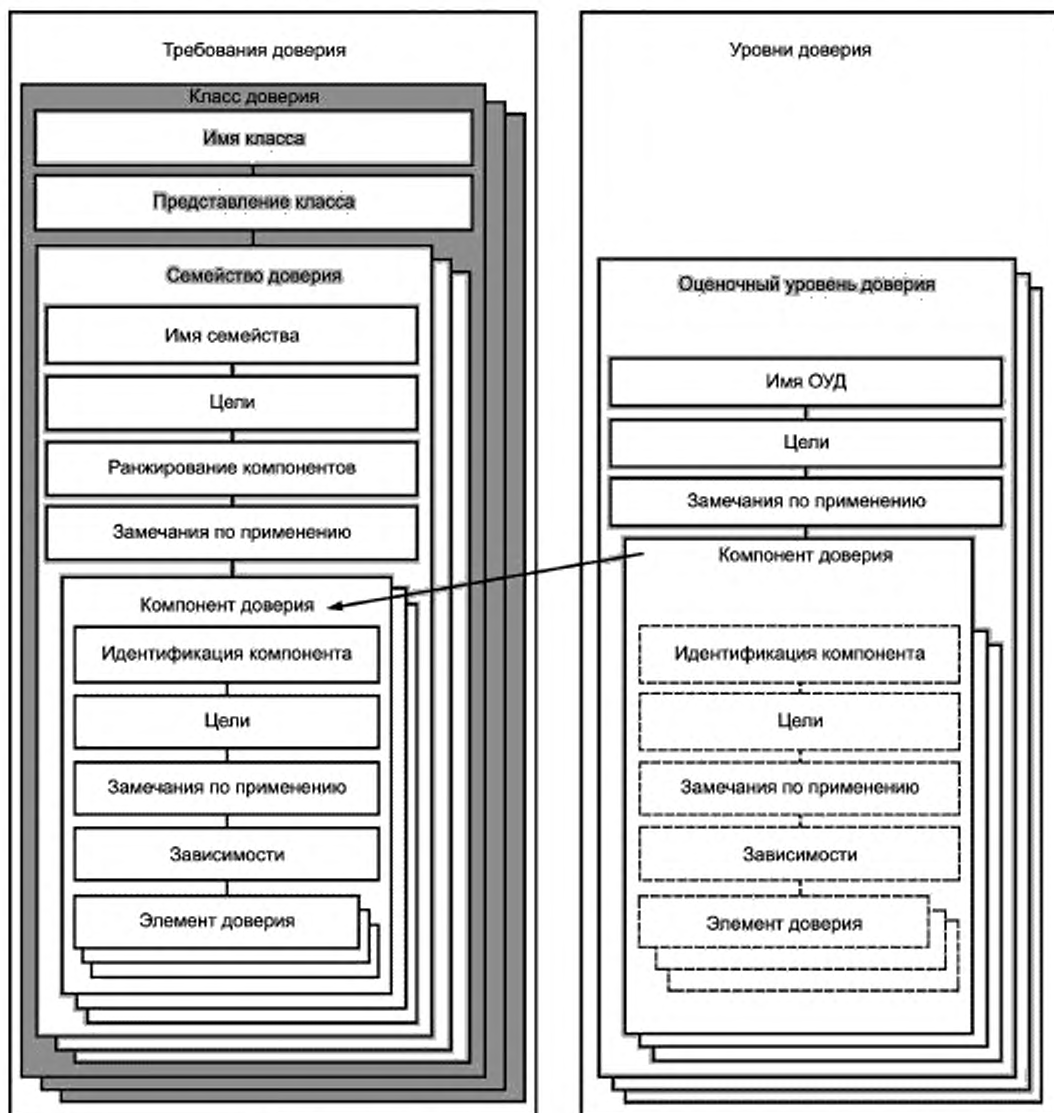 Требования доверия
Класс доверия
Имя класса
Представление класса
Семейство доверия
Имя семейства
Цели
Ранжирование компонентов
Замечания по применению
Компонент доверия
Идентификация компонента
Цели
Замечания по применению
Зависимости
Элемент доверия
Уровни доверия
Оценочный уровень доверия
Имя ОУД
Цели
Замечания по применению
Компонент доверия
Идентификация компонента
Цели
Замечания по применению
Зависимости
Элемент доверия